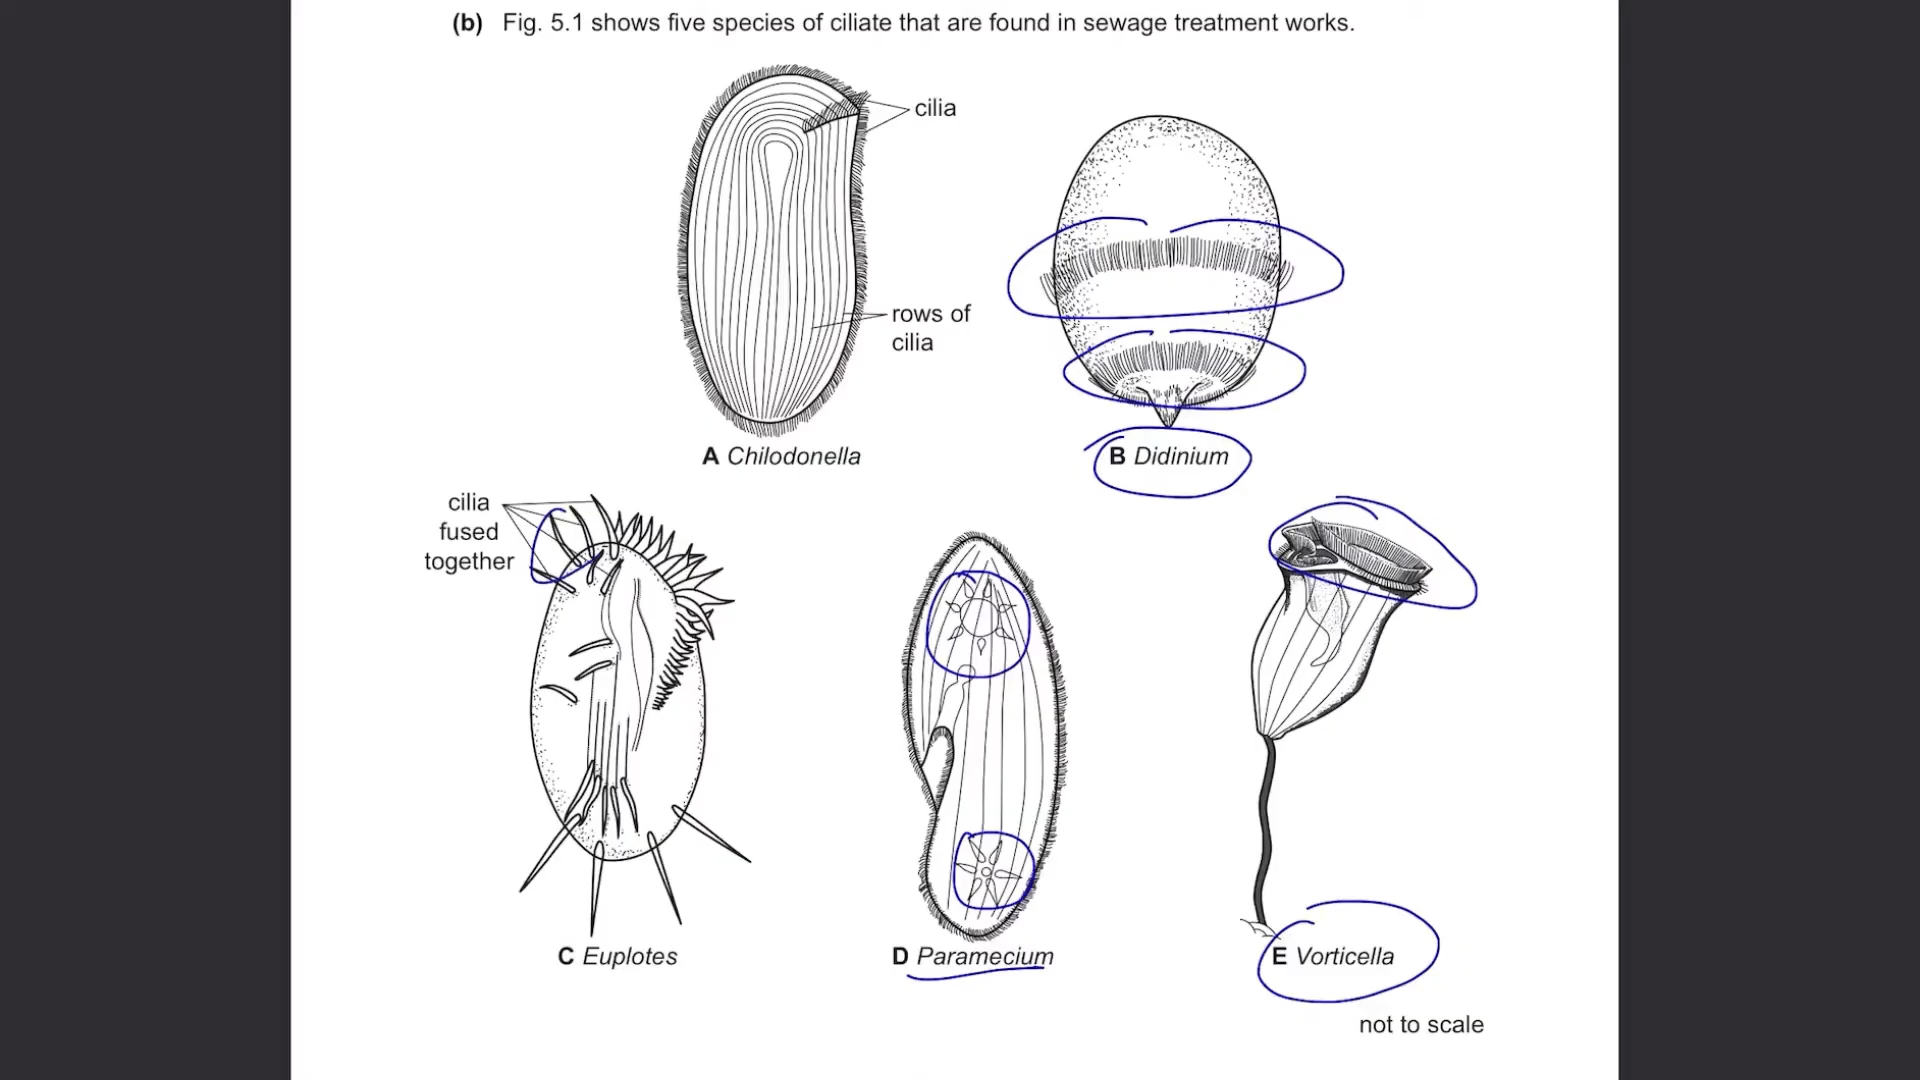 (b) Fig. 5.1 shows five species of ciliate that are found in sewage treatment works.
cilia
rows of
cilia
A Chilodonella
B Didinium
cilia
fused
together
C Euplotes
D Paramecium
E Vorticella
not to scale